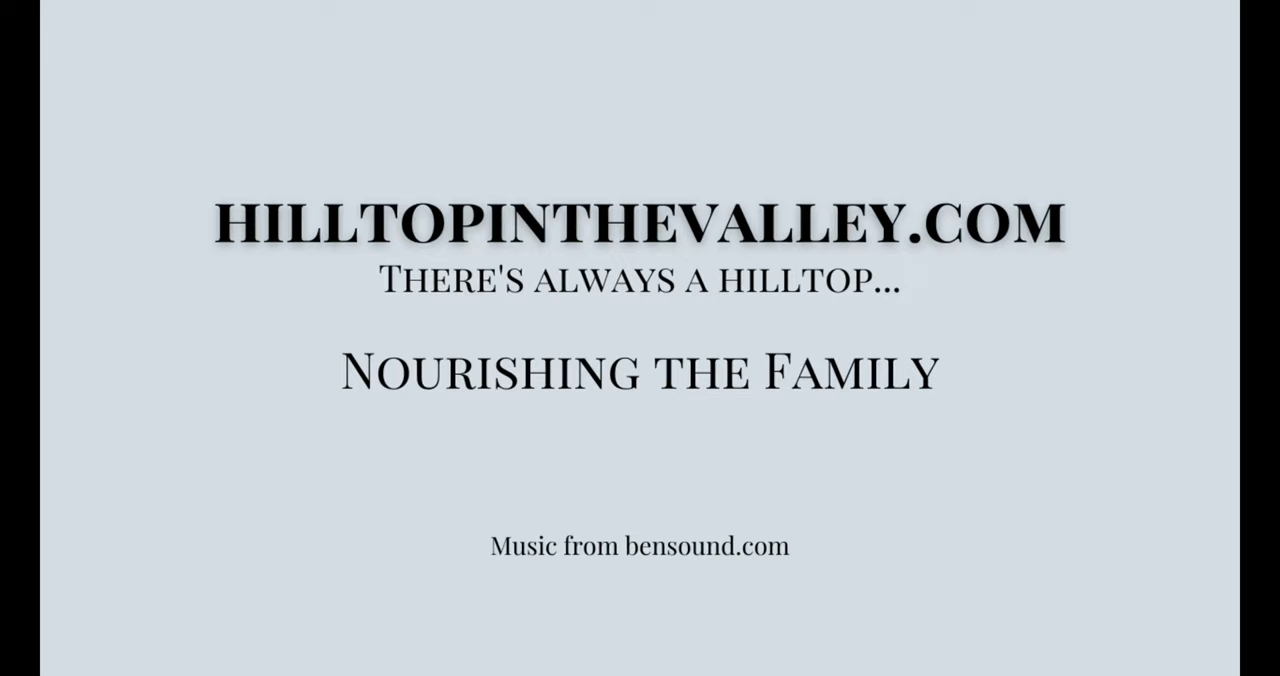 HILLTOPINTHEVALLEY.COM
There's always a hilltop...
Nourishing the Family
Music from bensound.com